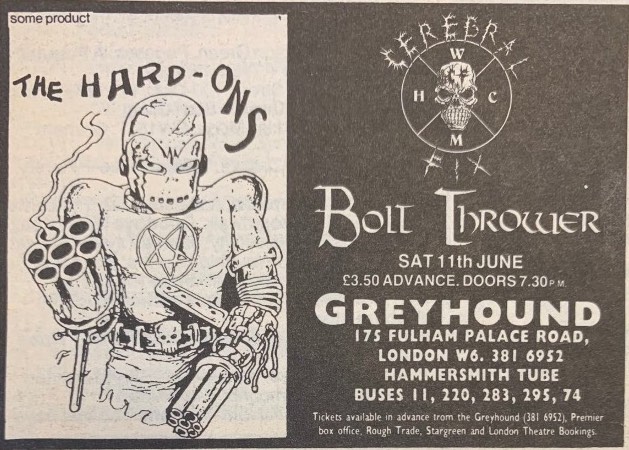 some product
THE HARD-ONS
CEREBRAL
W
H C
M
FIX
Bolt Thrower
SAT 11th JUNE
£3.50 ADVANCE. DOORS 7.30 P.M.
GREYHOUND
175 FULHAM PALACE ROAD,
LONDON W6. 381 6952
HAMMERSMITH TUBE
BUSES 11, 220, 283, 295, 74
Tickets available in advance from the Greyhound (381 6952), Premier
box office, Rough Trade, Stargreen and London Theatre Bookings.